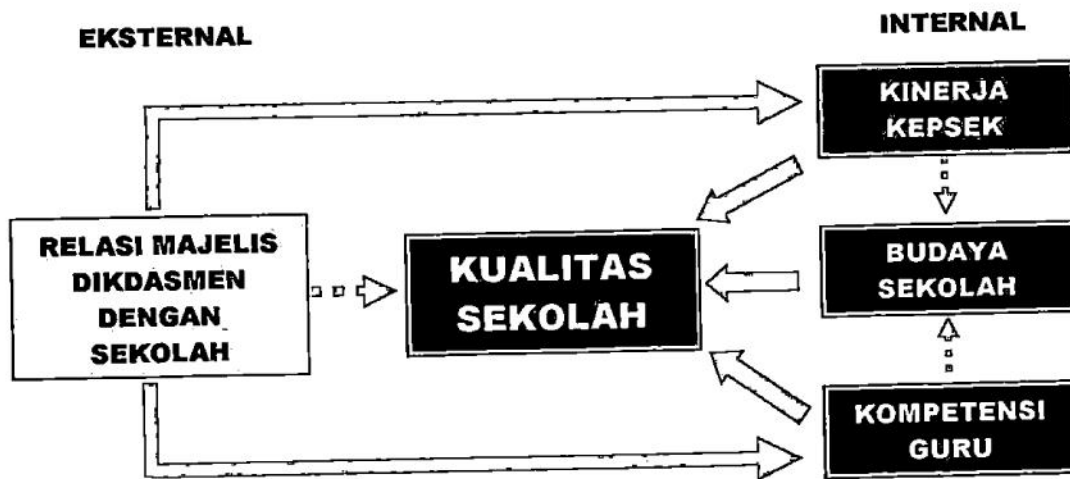 EKSTERNAL
INTERNAL
KINERJA
KEPSEK
RELASI MAJELIS
DIKDASMEN
DENGAN
SEKOLAH
KUALITAS
SEKOLAH
BUDAYA
SEKOLAH
KOMPETENSI
GURU